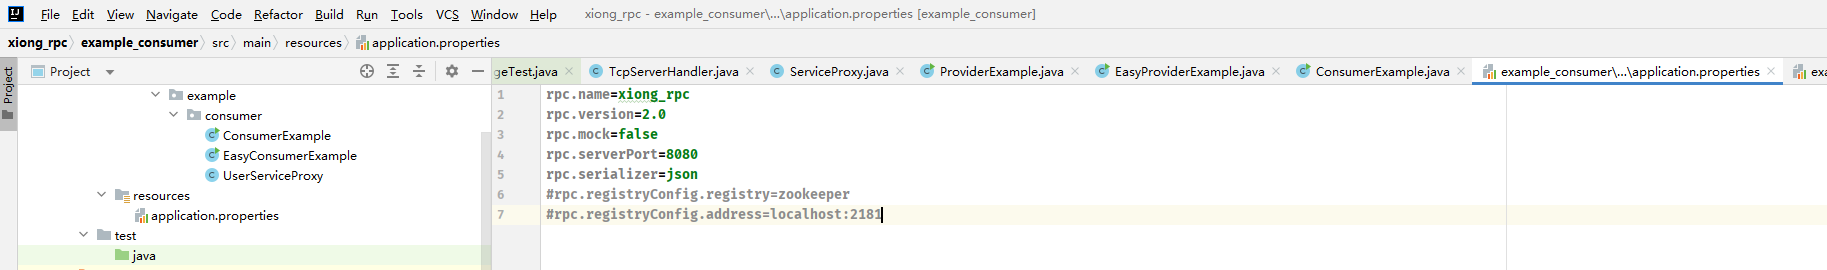 File Edit View Navigate Code Refactor Build Run Tools VCS Window Help xiong_rpc - example_consumer\...\application.properties [example_consumer]
xiong_rpc example_consumer src main resources application.properties
Project
Project
geTest.java TcpServerHandler.java ServiceProxy.java ProviderExample.java EasyProviderExample.java ConsumerExample.java example_consumer\...\application.properties exa
example
consumer
ConsumerExample
EasyConsumerExample
UserServiceProxy
resources
application.properties
test
java
1 rpc.name=xiong_rpc
2 rpc.version=2.0
3 rpc.mock=false
4 rpc.serverPort=8080
5 rpc.serializer=json
6 #rpc.registryConfig.registry=zookeeper
7 #rpc.registryConfig.address=localhost:2181